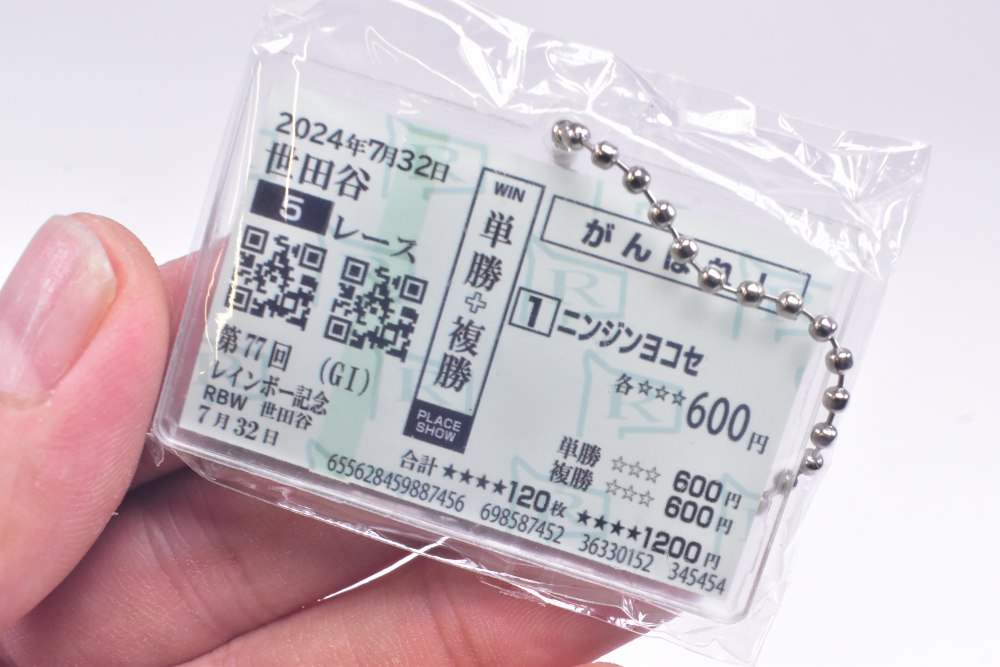 2024年7月32日
世田谷
5 レース
第77回 (GI)
レインボー記念
RBW 世田谷
7月32日
WIN
単勝+複勝
PLACE
SHOW
がんばれ!
1 ニンジンヨコセ
各☆☆☆600円
単勝 ☆☆☆ 600円
複勝 ☆☆☆ 600円
合計 ★★★★120枚 ★★★★1200円
6556284598​87456 698587452 36330152 345454